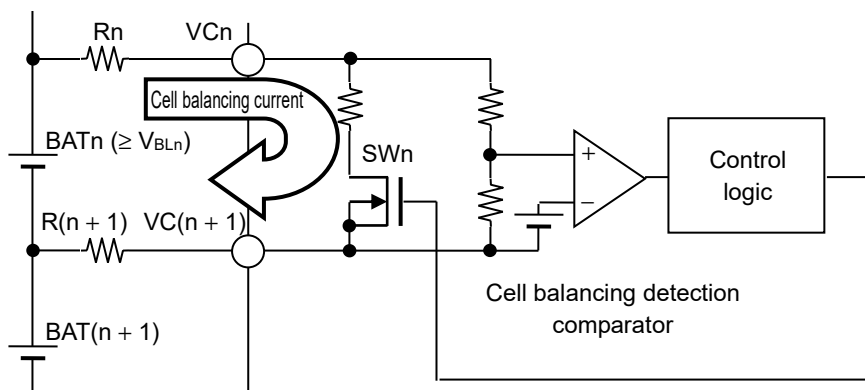 Rn
VCn
Cell balancing current
BATn (≥ VBLn)
SWn
+
−
Control
logic
R(n + 1)
VC(n + 1)
Cell balancing detection
comparator
BAT(n + 1)